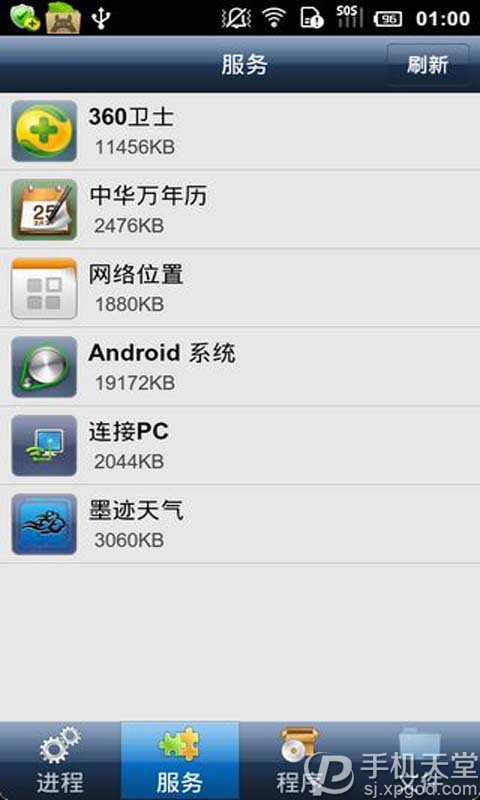 SOS 96 01:00
服务
刷新
360卫士
11456KB
25
中华万年历
2476KB
网络位置
1880KB
Android 系统
19172KB
连接PC
2044KB
墨迹天气
3060KB
进程
服务
程序
手机天堂
sj.xpgod.com